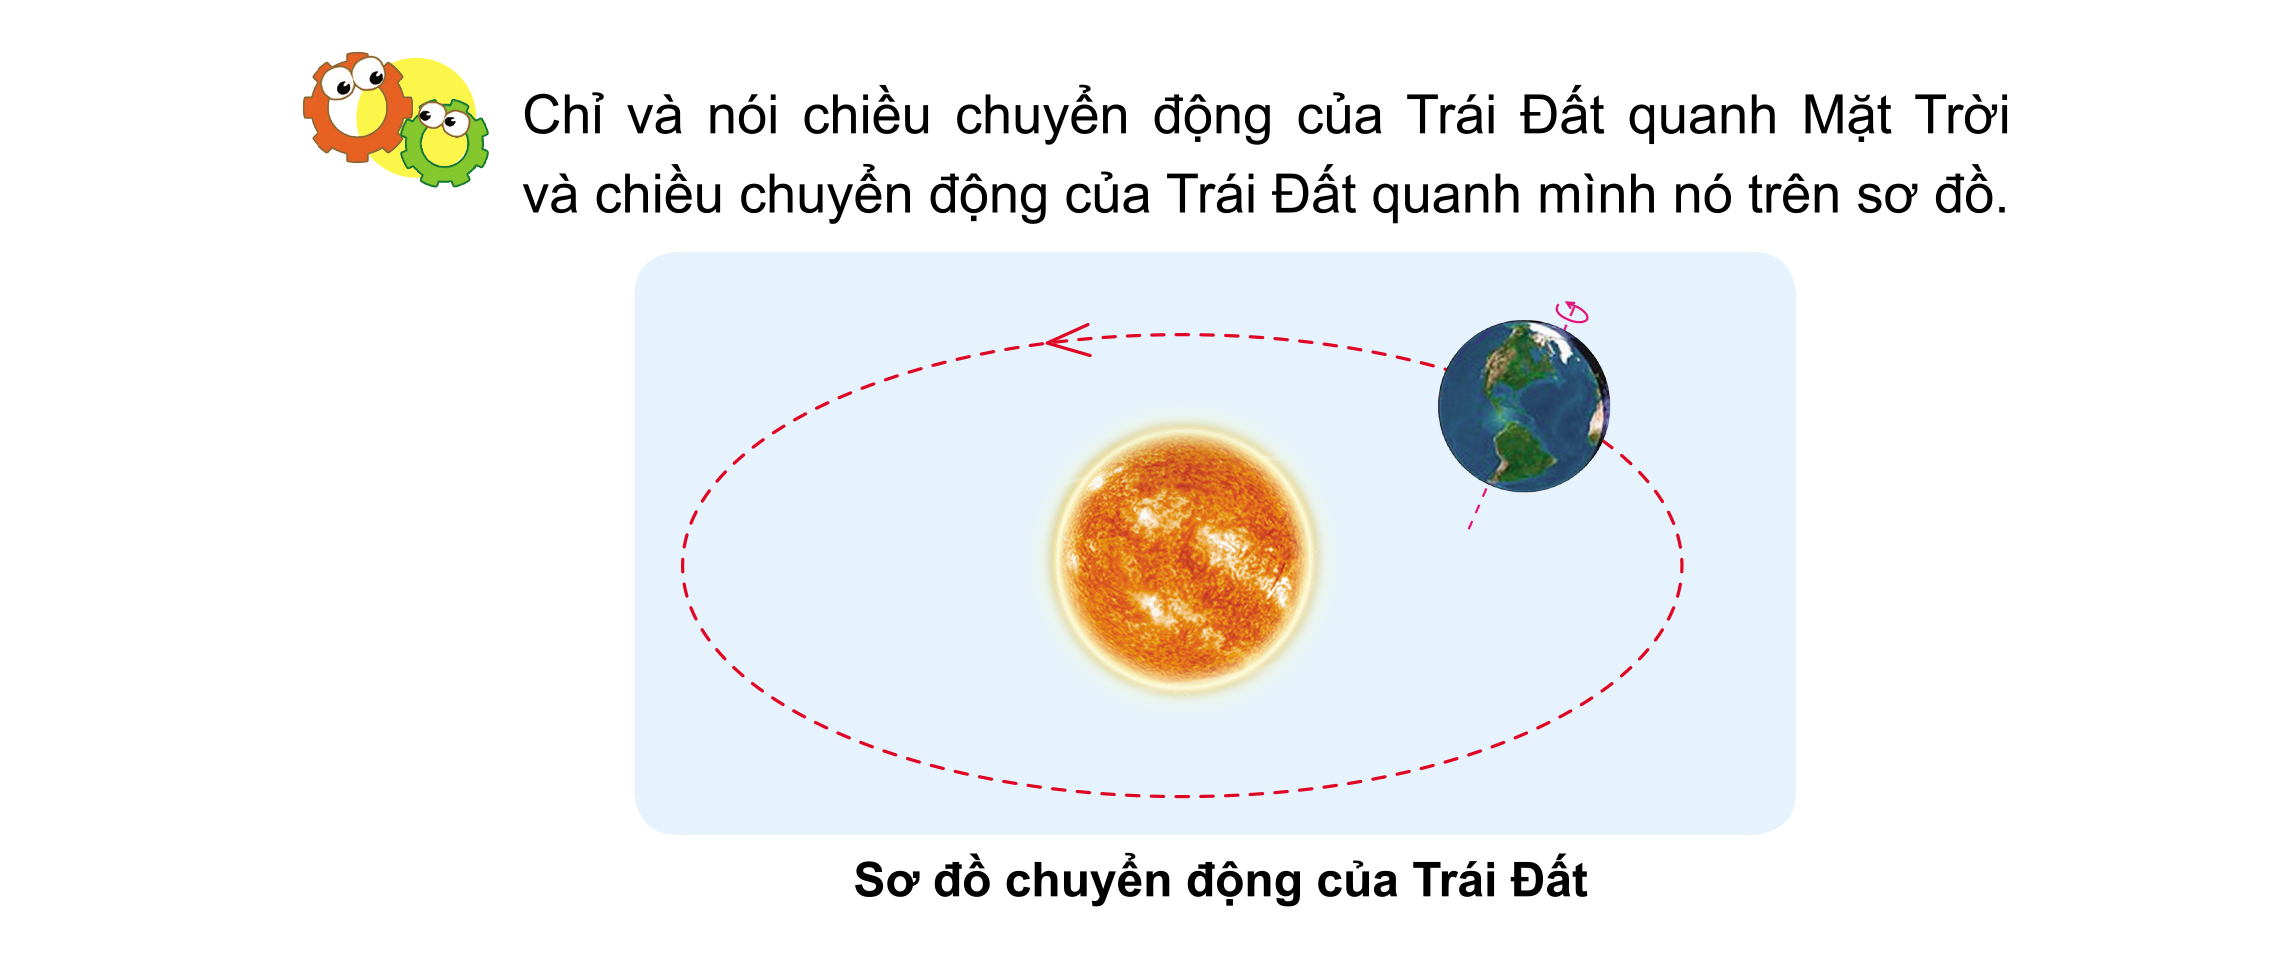 Chỉ và nói chiều chuyển động của Trái Đất quanh Mặt Trời
và chiều chuyển động của Trái Đất quanh mình nó trên sơ đồ.
Sơ đồ chuyển động của Trái Đất